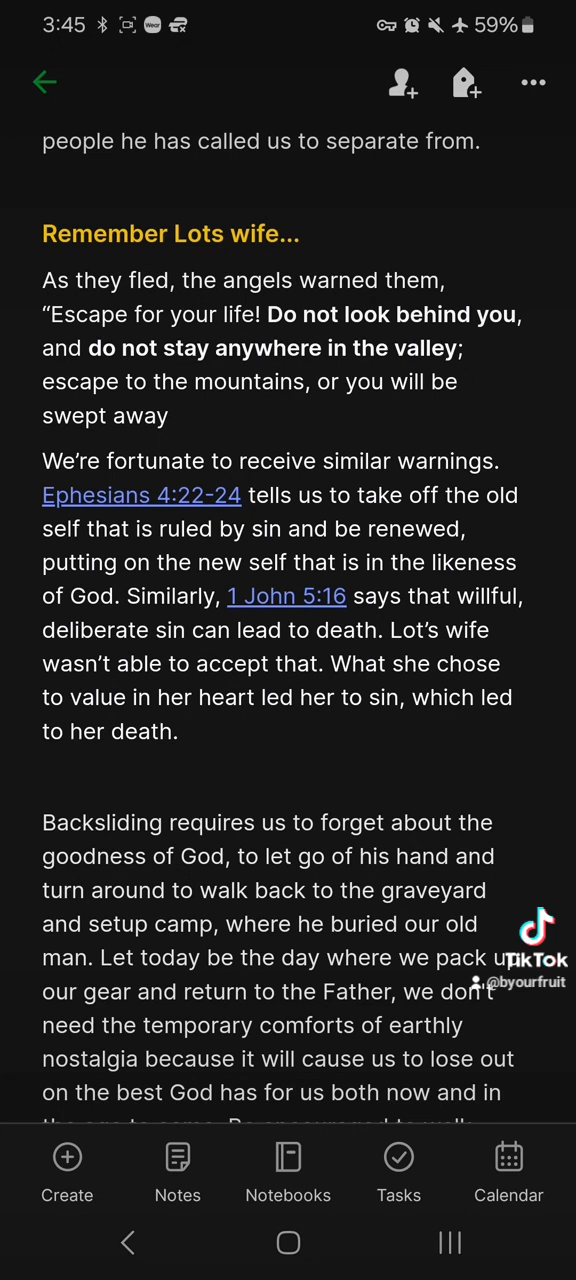 3:45
Wear
59%
people he has called us to separate from.
Remember Lots wife...
As they fled, the angels warned them,
“Escape for your life! Do not look behind you,
and do not stay anywhere in the valley;
escape to the mountains, or you will be
swept away
We’re fortunate to receive similar warnings.
Ephesians 4:22-24 tells us to take off the old
self that is ruled by sin and be renewed,
putting on the new self that is in the likeness
of God. Similarly, 1 John 5:16 says that willful,
deliberate sin can lead to death. Lot’s wife
wasn’t able to accept that. What she chose
to value in her heart led her to sin, which led
to her death.
Backsliding requires us to forget about the
goodness of God, to let go of his hand and
turn around to walk back to the graveyard
and setup camp, where he buried our old
man. Let today be the day where we pack up
TikTok
our gear and return to the Father, we don’t
@byourfruit
need the temporary comforts of earthly
nostalgia because it will cause us to lose out
on the best God has for us both now and in
Create
Notes
Notebooks
Tasks
Calendar